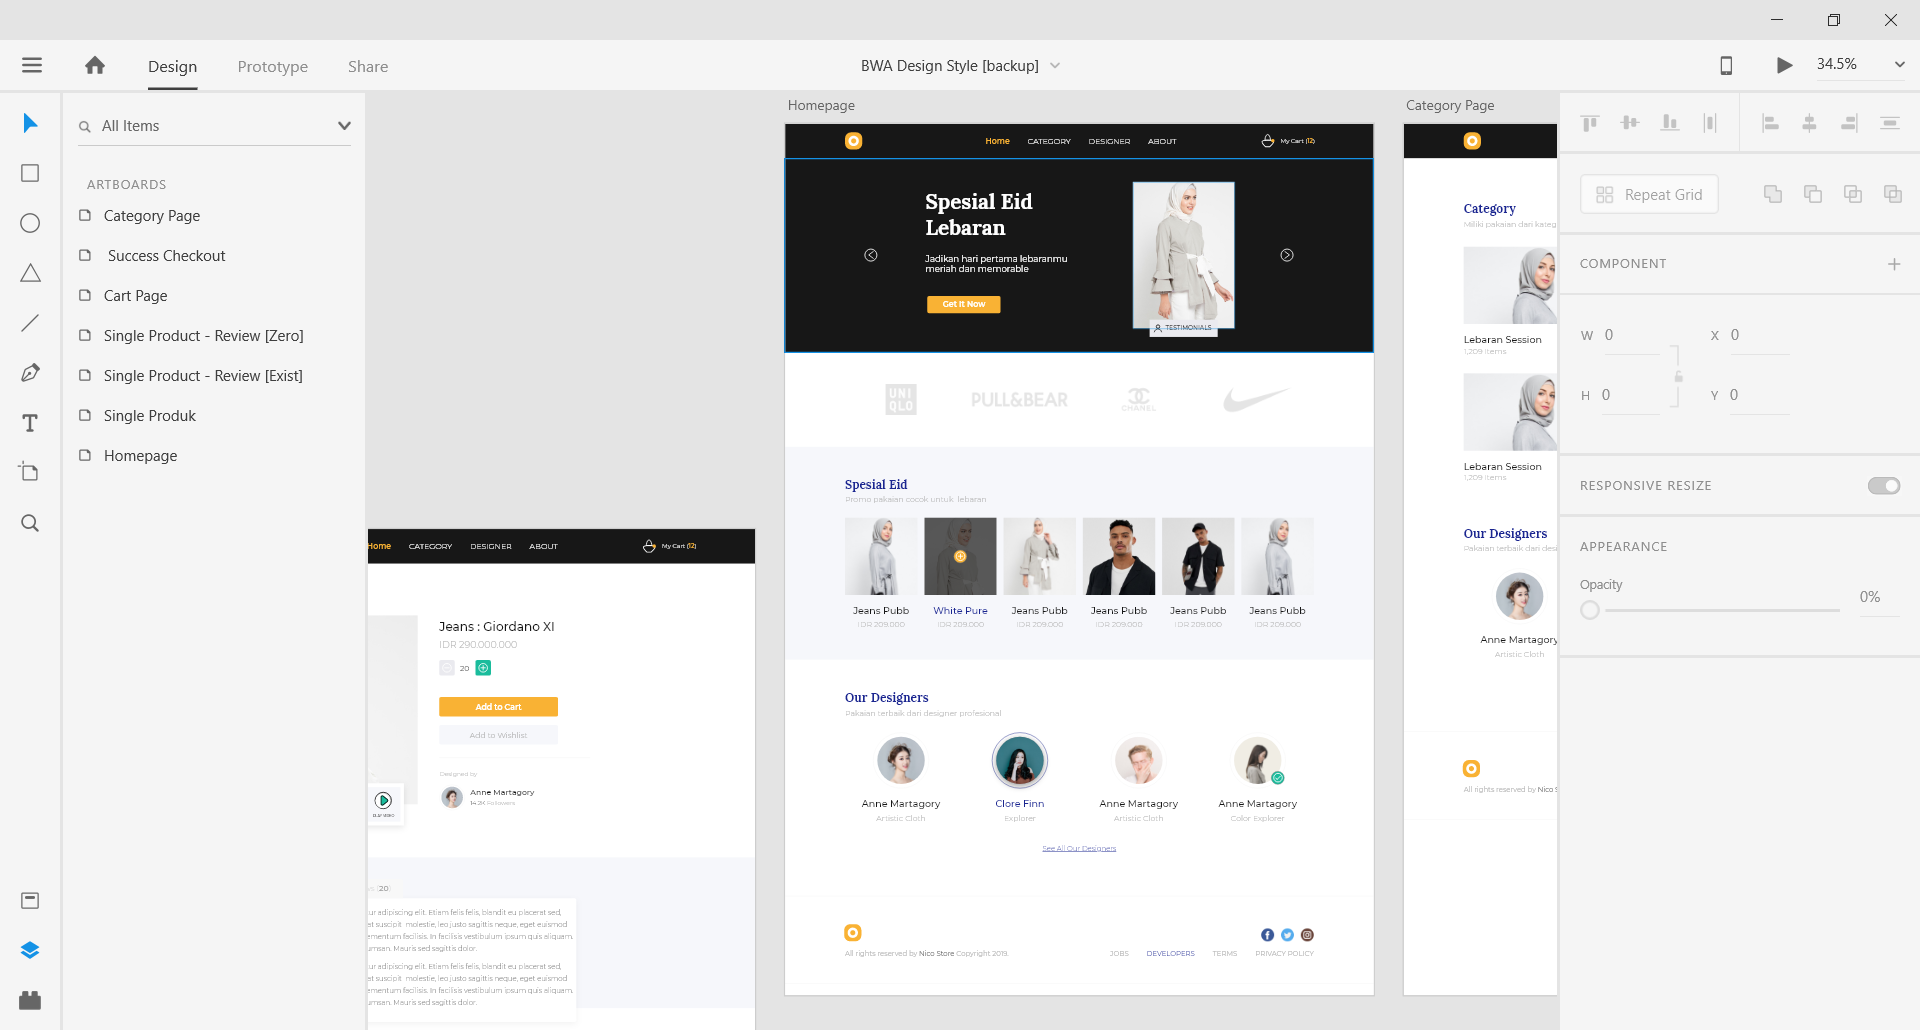 Design
Prototype
Share
BWA Design Style [backup]
34.5%
All Items
ARTBOARDS
Category Page
Success Checkout
Cart Page
Single Product - Review [Zero]
Single Product - Review [Exist]
Single Produk
Homepage
Home
CATEGORY
DESIGNER
ABOUT
My Cart (12)
Jeans : Giordano XI
IDR 290.000.000
20
Add to Cart
Add to Wishlist
Designed by
Anne Martagory
14.2K Followers
PLAY VIDEO
20
ur adipiscing elit. Etiam felis felis, blandit eu placerat sed,
at suscipit molestie, leo justo sagittis neque, eget euismod
ementum facilisis. In facilisis vestibulum ipsum quis aliquam.
umsan. Mauris sed sagittis dolor.
ur adipiscing elit. Etiam felis felis, blandit eu placerat sed,
at suscipit molestie, leo justo sagittis neque, eget euismod
ementum facilisis. In facilisis vestibulum ipsum quis aliquam.
umsan. Mauris sed sagittis dolor.
Homepage
Home
CATEGORY
DESIGNER
ABOUT
My Cart (12)
Spesial Eid
Lebaran
Jadikan hari pertama lebaranmu
meriah dan memorable
Get It Now
TESTIMONIALS
UNI
QLO
PULL&BEAR
CHANEL
Spesial Eid
Promo pakaian cocok untuk lebaran
Jeans Pubb
IDR 209.000
White Pure
IDR 209.000
Jeans Pubb
IDR 209.000
Jeans Pubb
IDR 209.000
Jeans Pubb
IDR 209.000
Jeans Pubb
IDR 209.000
Our Designers
Pakaian terbaik dari designer profesional
Anne Martagory
Artistic Cloth
Clore Finn
Explorer
Anne Martagory
Artistic Cloth
Anne Martagory
Color Explorer
See All Our Designers
All rights reserved by Nico Store Copyright 2019.
JOBS
DEVELOPERS
TERMS
PRIVACY POLICY
Category Page
Category
Miliki pakaian dari kateg
Lebaran Session
1,209 items
Lebaran Session
1,209 items
Our Designers
Pakaian terbaik dari desi
Anne Martagory
Artistic Cloth
All rights reserved by Nico S
Repeat Grid
COMPONENT
W 0
X 0
H 0
Y 0
RESPONSIVE RESIZE
APPEARANCE
Opacity
0%